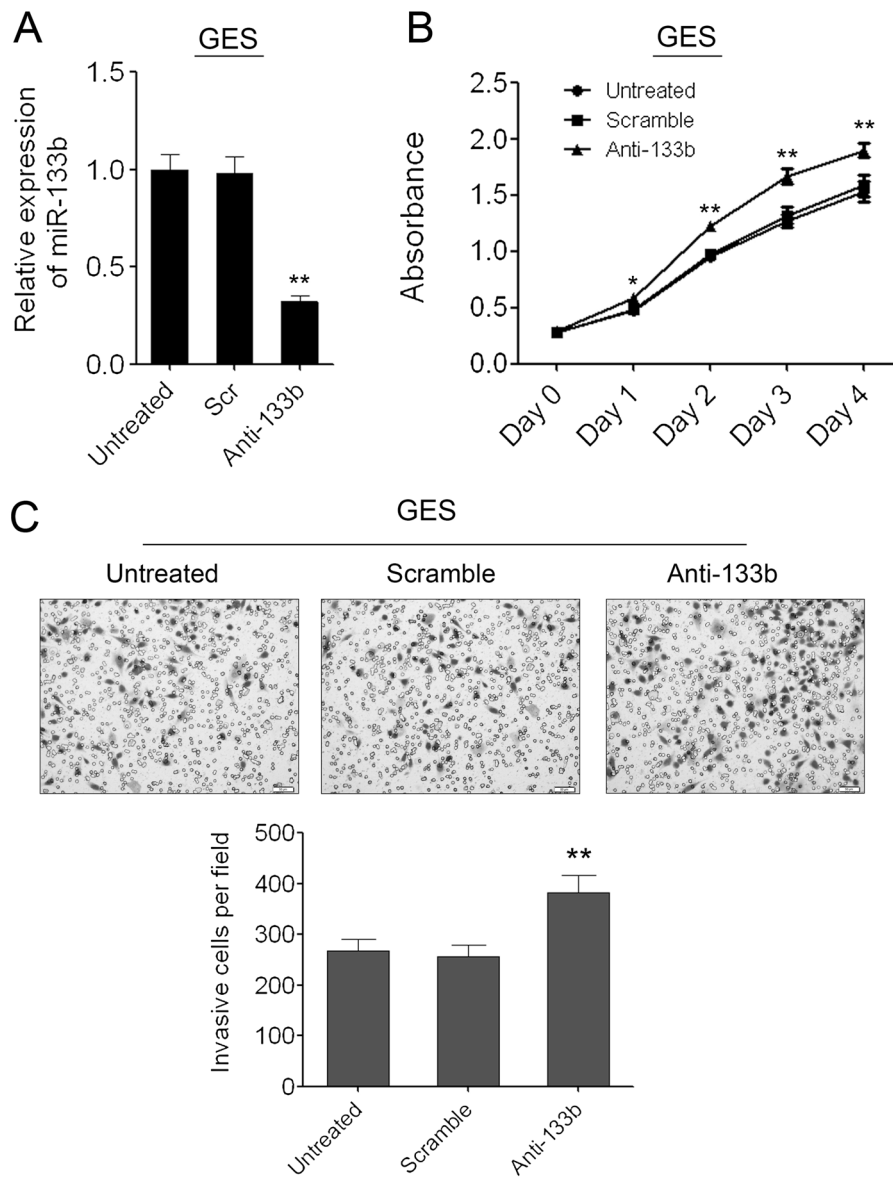 A
GES
Relative expression
of miR-133b
1.5
1.0
0.5
0.0
**
Untreated
Scr
Anti-133b
B
GES
Absorbance
2.5
2.0
1.5
1.0
0.5
0.0
Untreated
Scramble
Anti-133b
*
**
**
**
Day 0
Day 1
Day 2
Day 3
Day 4
C
GES
Untreated
Scramble
Anti-133b
Invasive cells per field
500
400
300
200
100
0
**
Untreated
Scramble
Anti-133b